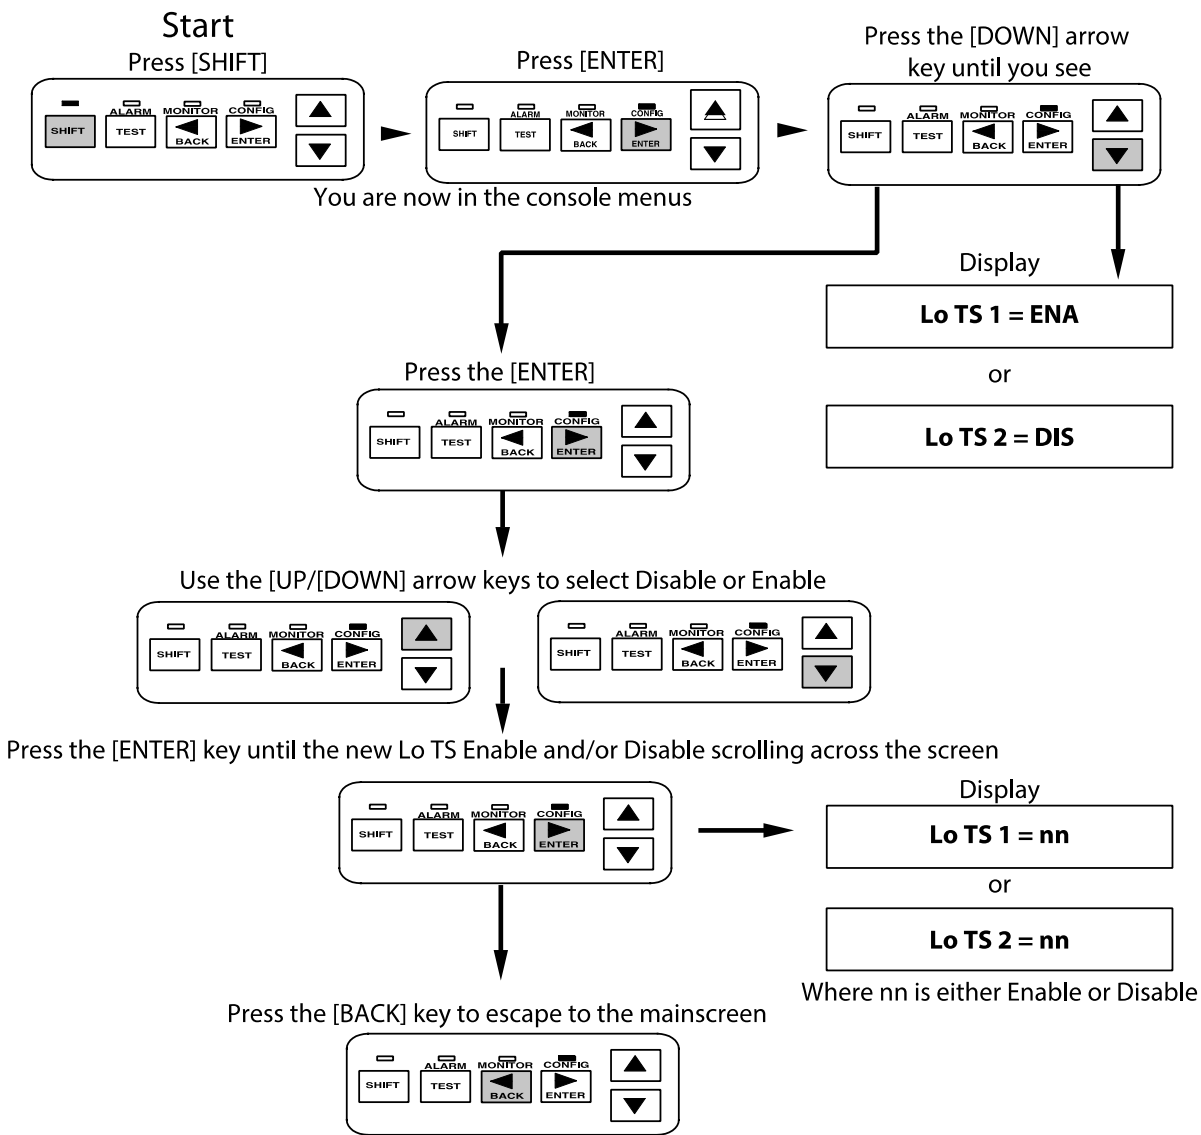 Start
Press [SHIFT]
ALARM MONITOR CONFIG
SHIFT TEST BACK ENTER
Press [ENTER]
ALARM MONITOR CONFIG
SHIFT TEST BACK ENTER
Press the [DOWN] arrow
key until you see
ALARM MONITOR CONFIG
SHIFT TEST BACK ENTER
You are now in the console menus
Display
Lo TS 1 = ENA
or
Lo TS 2 = DIS
Press the [ENTER]
ALARM MONITOR CONFIG
SHIFT TEST BACK ENTER
Use the [UP/[DOWN] arrow keys to select Disable or Enable
ALARM MONITOR CONFIG
SHIFT TEST BACK ENTER
ALARM MONITOR CONFIG
SHIFT TEST BACK ENTER
Press the [ENTER] key until the new Lo TS Enable and/or Disable scrolling across the screen
ALARM MONITOR CONFIG
SHIFT TEST BACK ENTER
Display
Lo TS 1 = nn
or
Lo TS 2 = nn
Where nn is either Enable or Disable
Press the [BACK] key to escape to the mainscreen
ALARM MONITOR CONFIG
SHIFT TEST BACK ENTER